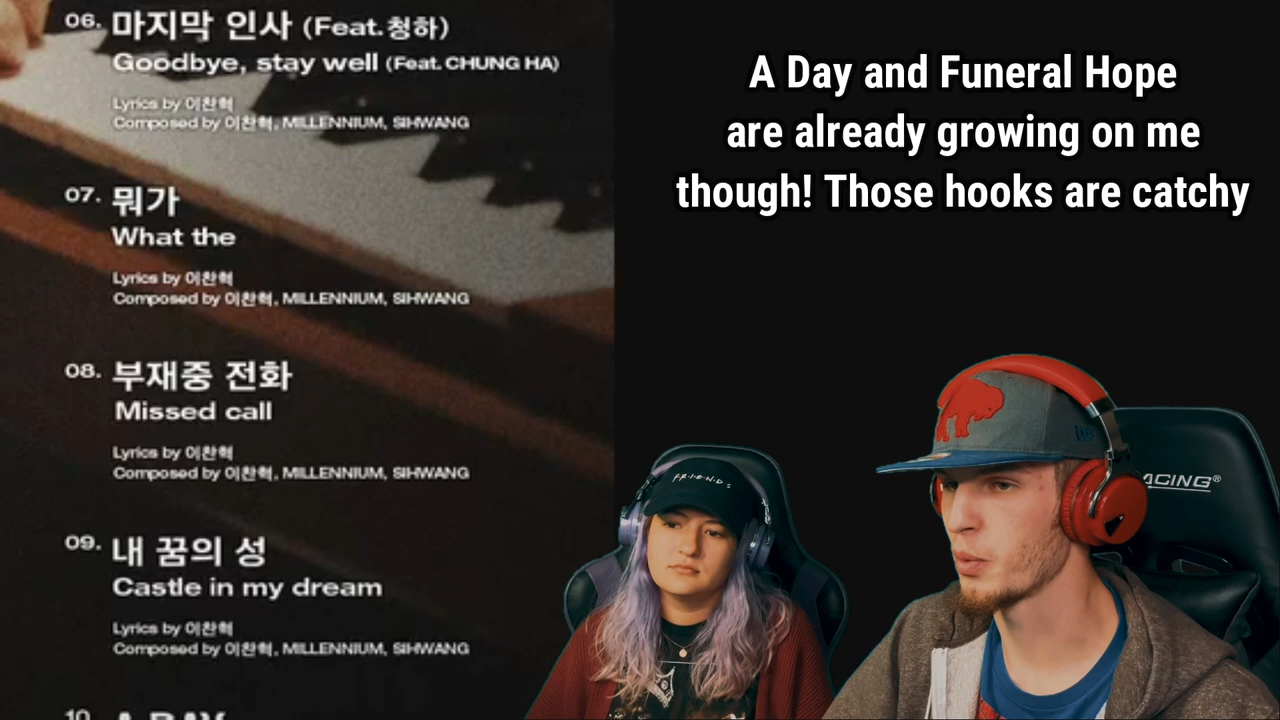 06. 마지막 인사 (Feat.청하)
Goodbye, stay well (Feat. CHUNG HA)
Lyrics by 이찬혁
Composed by 이찬혁, MILLENNIUM, SIHWANG
07. 뭐가
What the
Lyrics by 이찬혁
Composed by 이찬혁, MILLENNIUM, SIHWANG
08. 부재중 전화
Missed call
Lyrics by 이찬혁
Composed by 이찬혁, MILLENNIUM, SIHWANG
09. 내 꿈의 성
Castle in my dream
Lyrics by 이찬혁
Composed by 이찬혁, MILLENNIUM, SIHWANG
10. A DAY
A Day and Funeral Hope
are already growing on me
though! Those hooks are catchy
F·R·I·E·N·D·S
ACING®